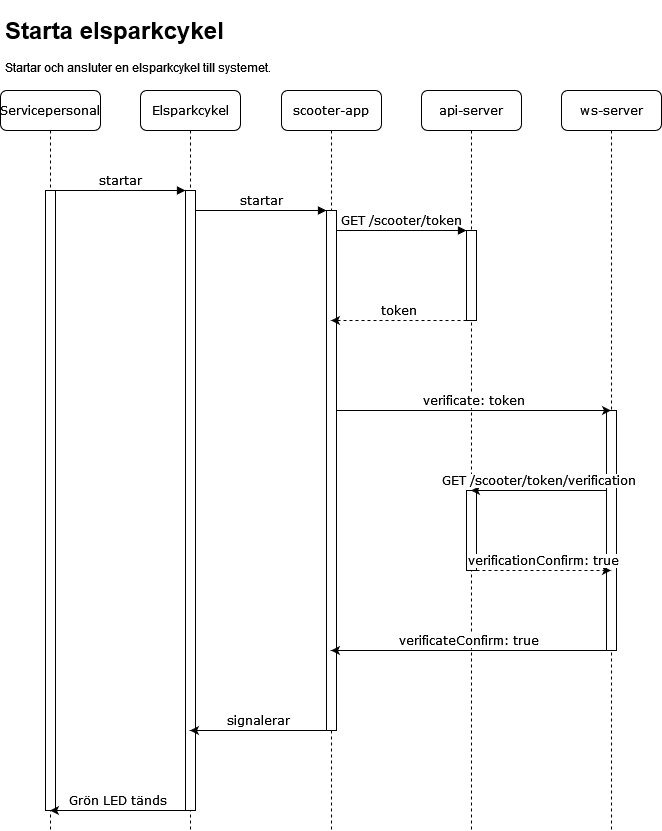 Starta elsparkcykel
Startar och ansluter en elsparkcykel till systemet.
Servicepersonal
Elsparkcykel
scooter-app
api-server
ws-server
startar
startar
GET /scooter/token
token
verificate: token
GET /scooter/token/verification
verificationConfirm: true
verificateConfirm: true
signalerar
Grön LED tänds